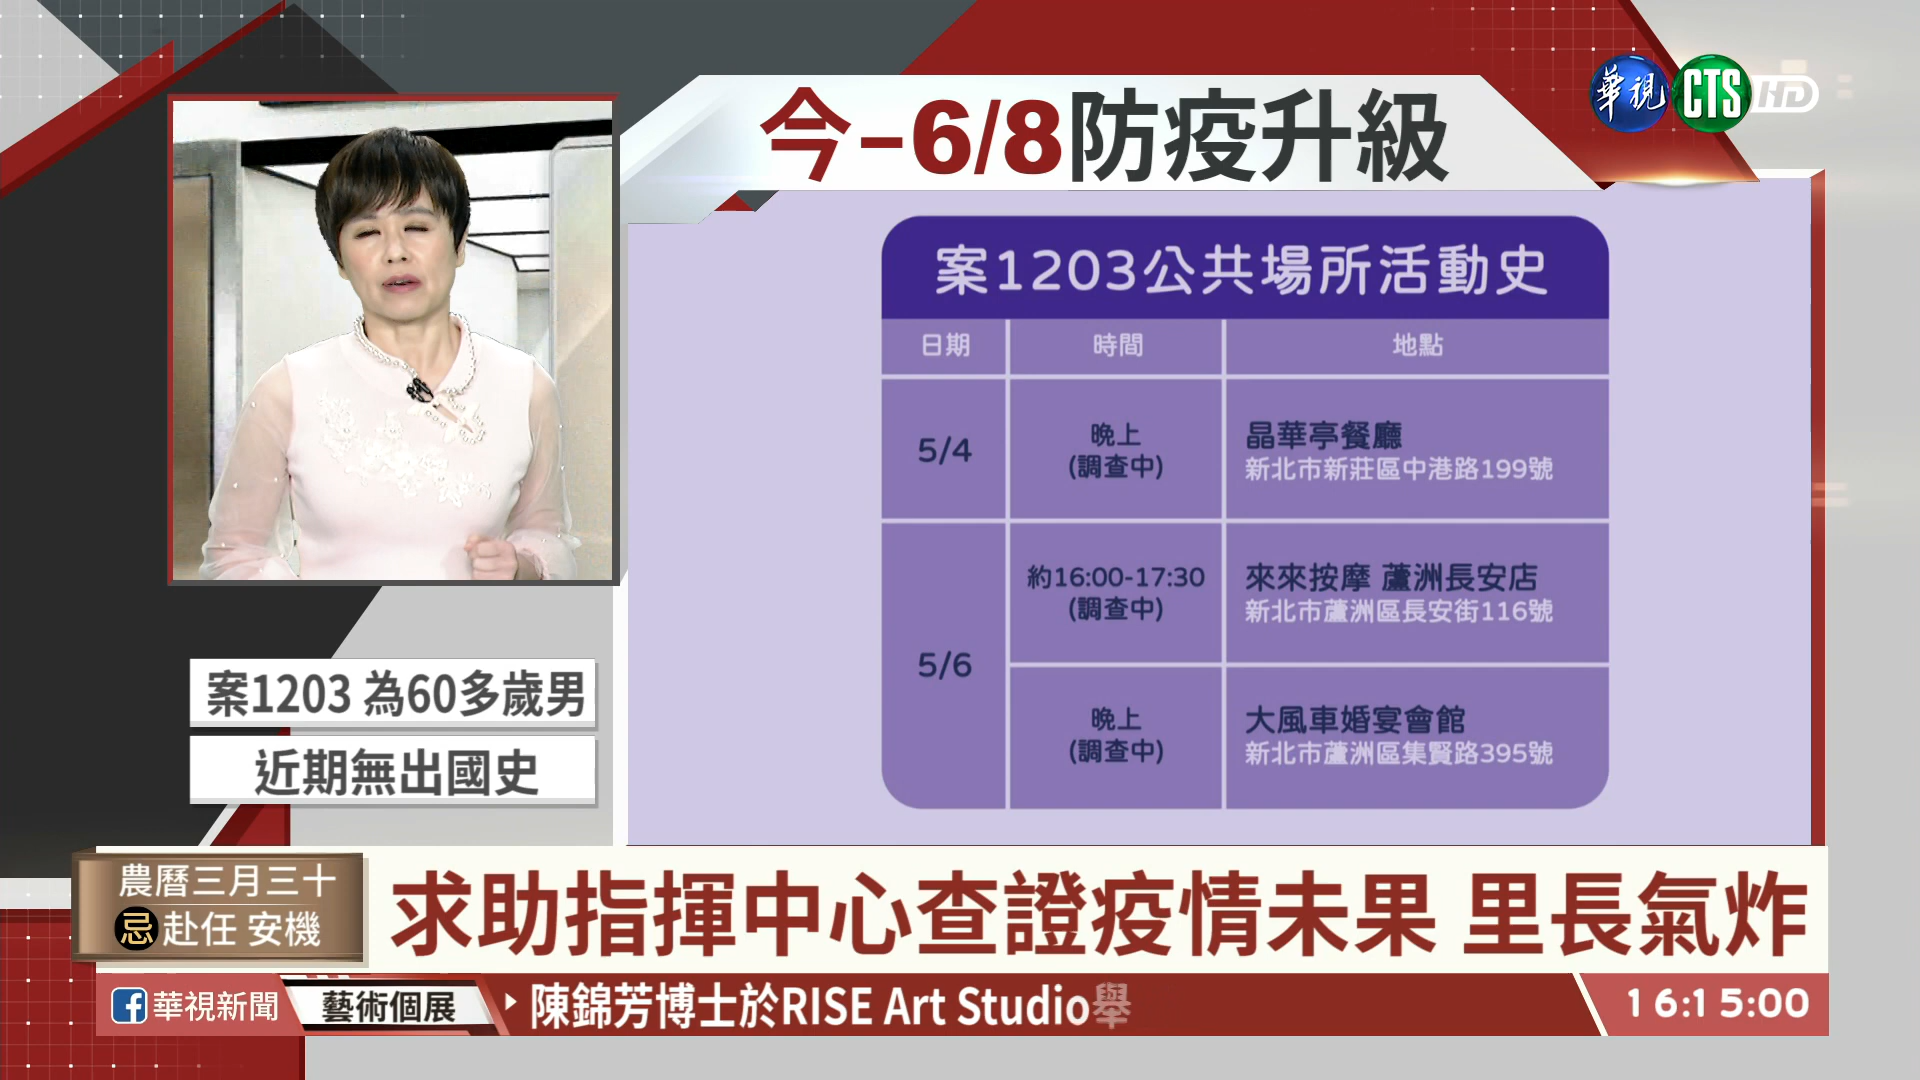 今-6/8防疫升級
華視 CTS HD
案1203公共場所活動史
日期 時間 地點
5/4
晚上
(調查中)
晶華亭餐廳
新北市新莊區中港路199號
5/6
約16:00-17:30
(調查中)
來來按摩 蘆洲長安店
新北市蘆洲區長安街116號
晚上
(調查中)
大風車婚宴會館
新北市蘆洲區集賢路395號
案1203 為60多歲男
近期無出國史
農曆三月三十
忌 赴任 安機
求助指揮中心查證疫情未果 里長氣炸
華視新聞
藝術個展
陳錦芳博士於RISE Art Studio舉
16:15:00